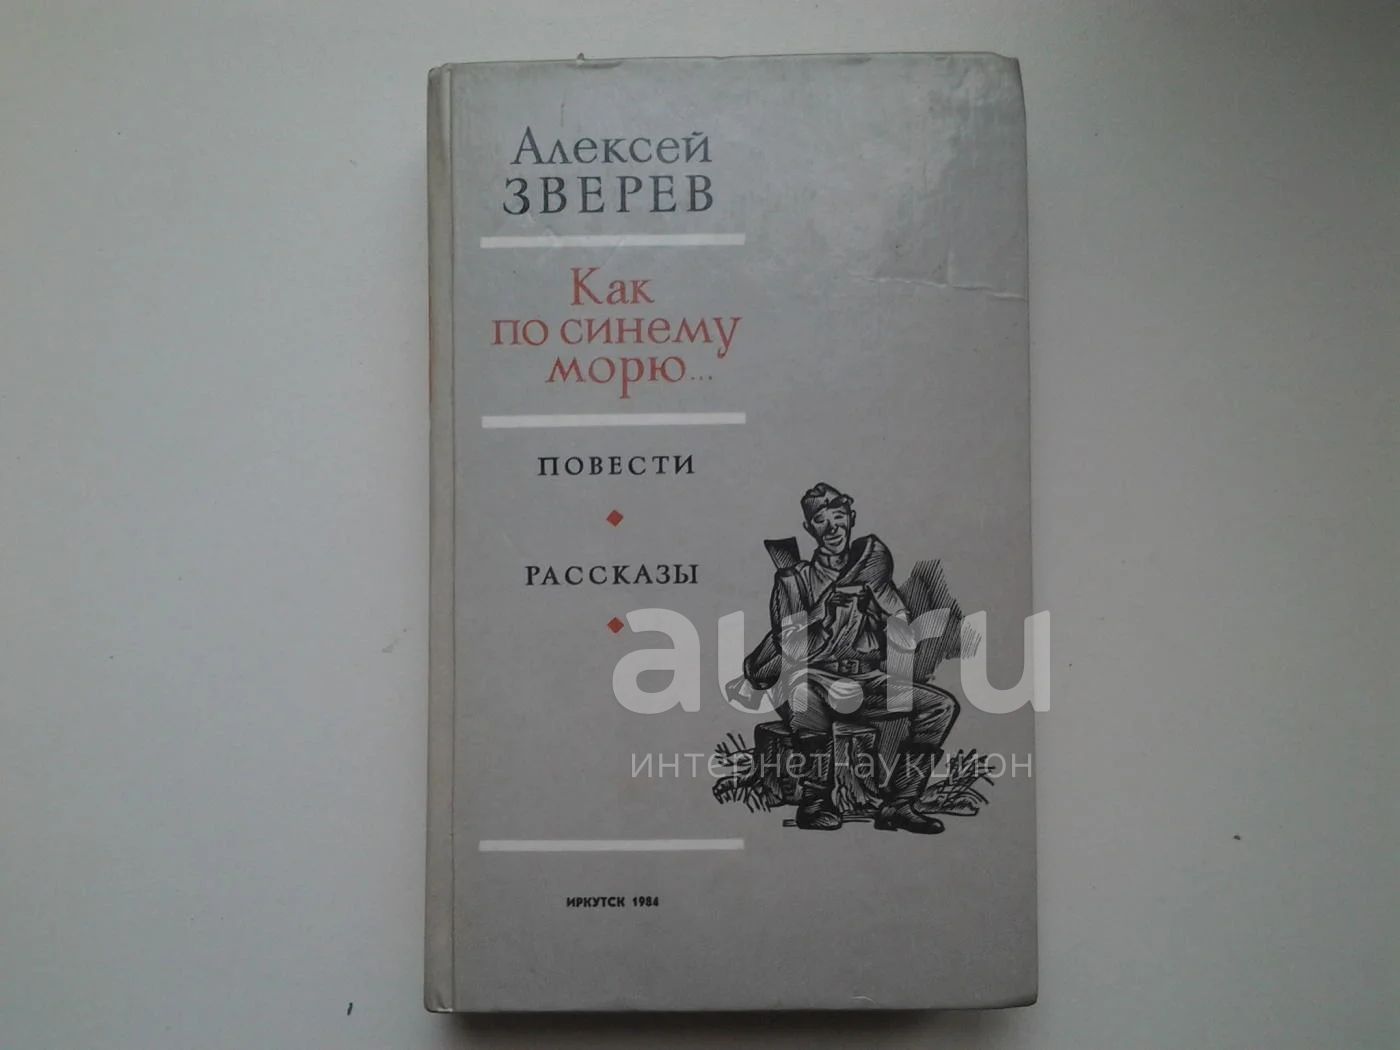 Алексей
ЗВЕРЕВ
Как
по синему
морю...
ПОВЕСТИ
РАССКАЗЫ
au.ru
интернет-аукцион
ИРКУТСК 1984